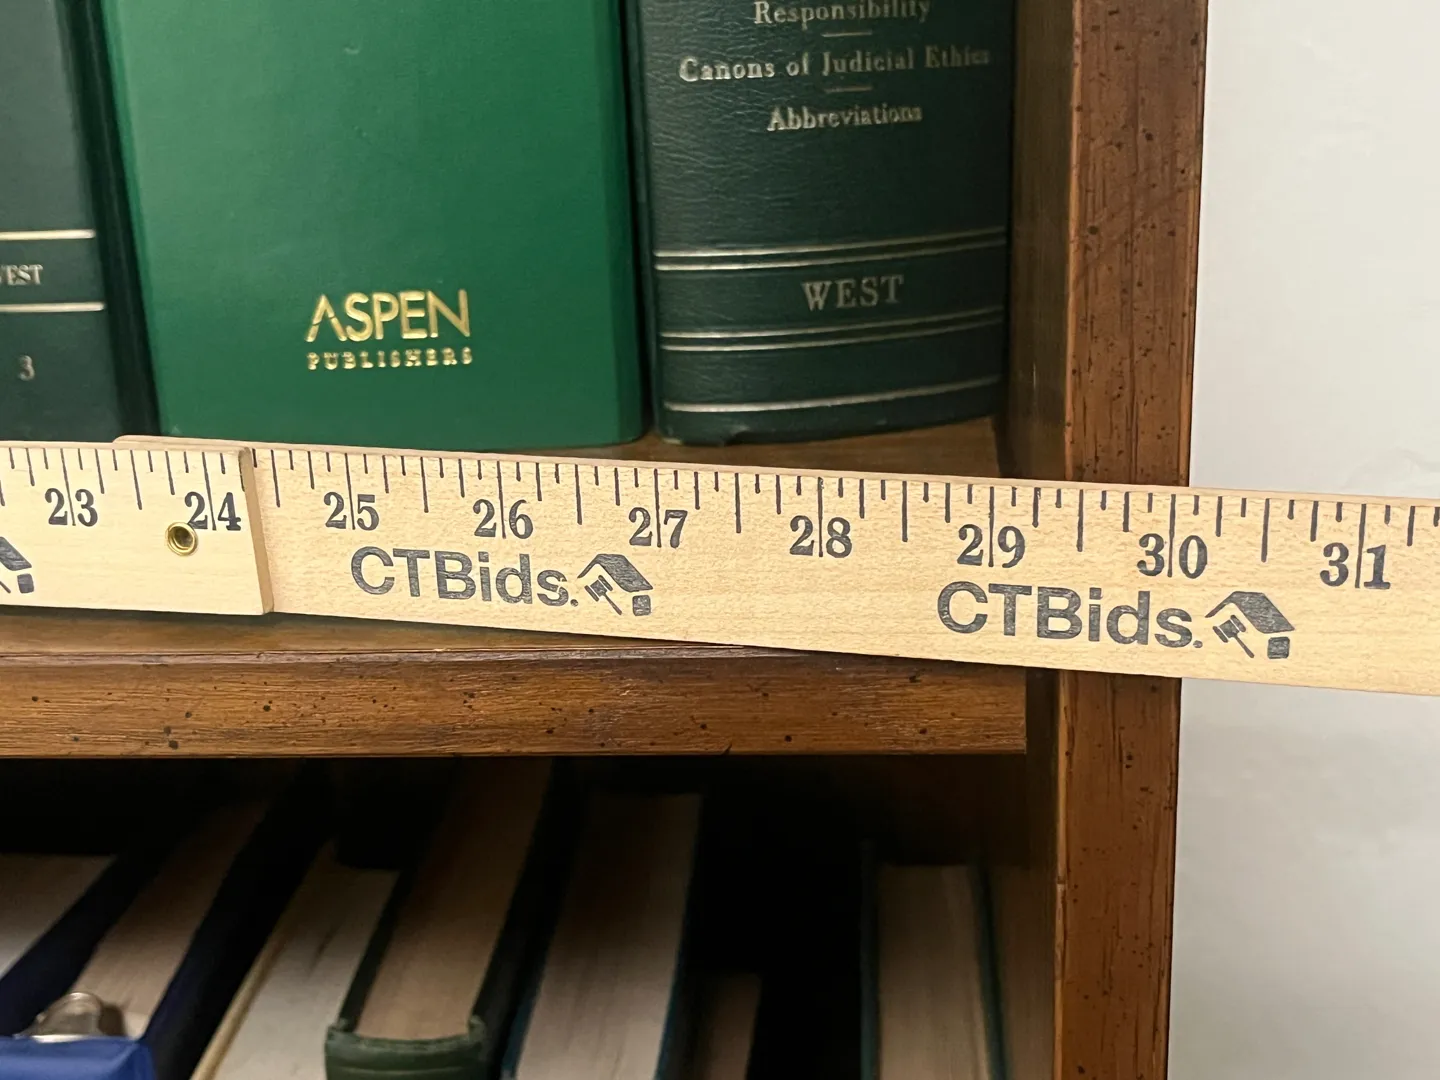 Responsibility
Canons of Judicial Ethics
Abbreviations
WEST
3
ASPEN
PUBLISHERS
WEST
23 24 25 26 27 28 29 30 31
CTBids. CTBids.